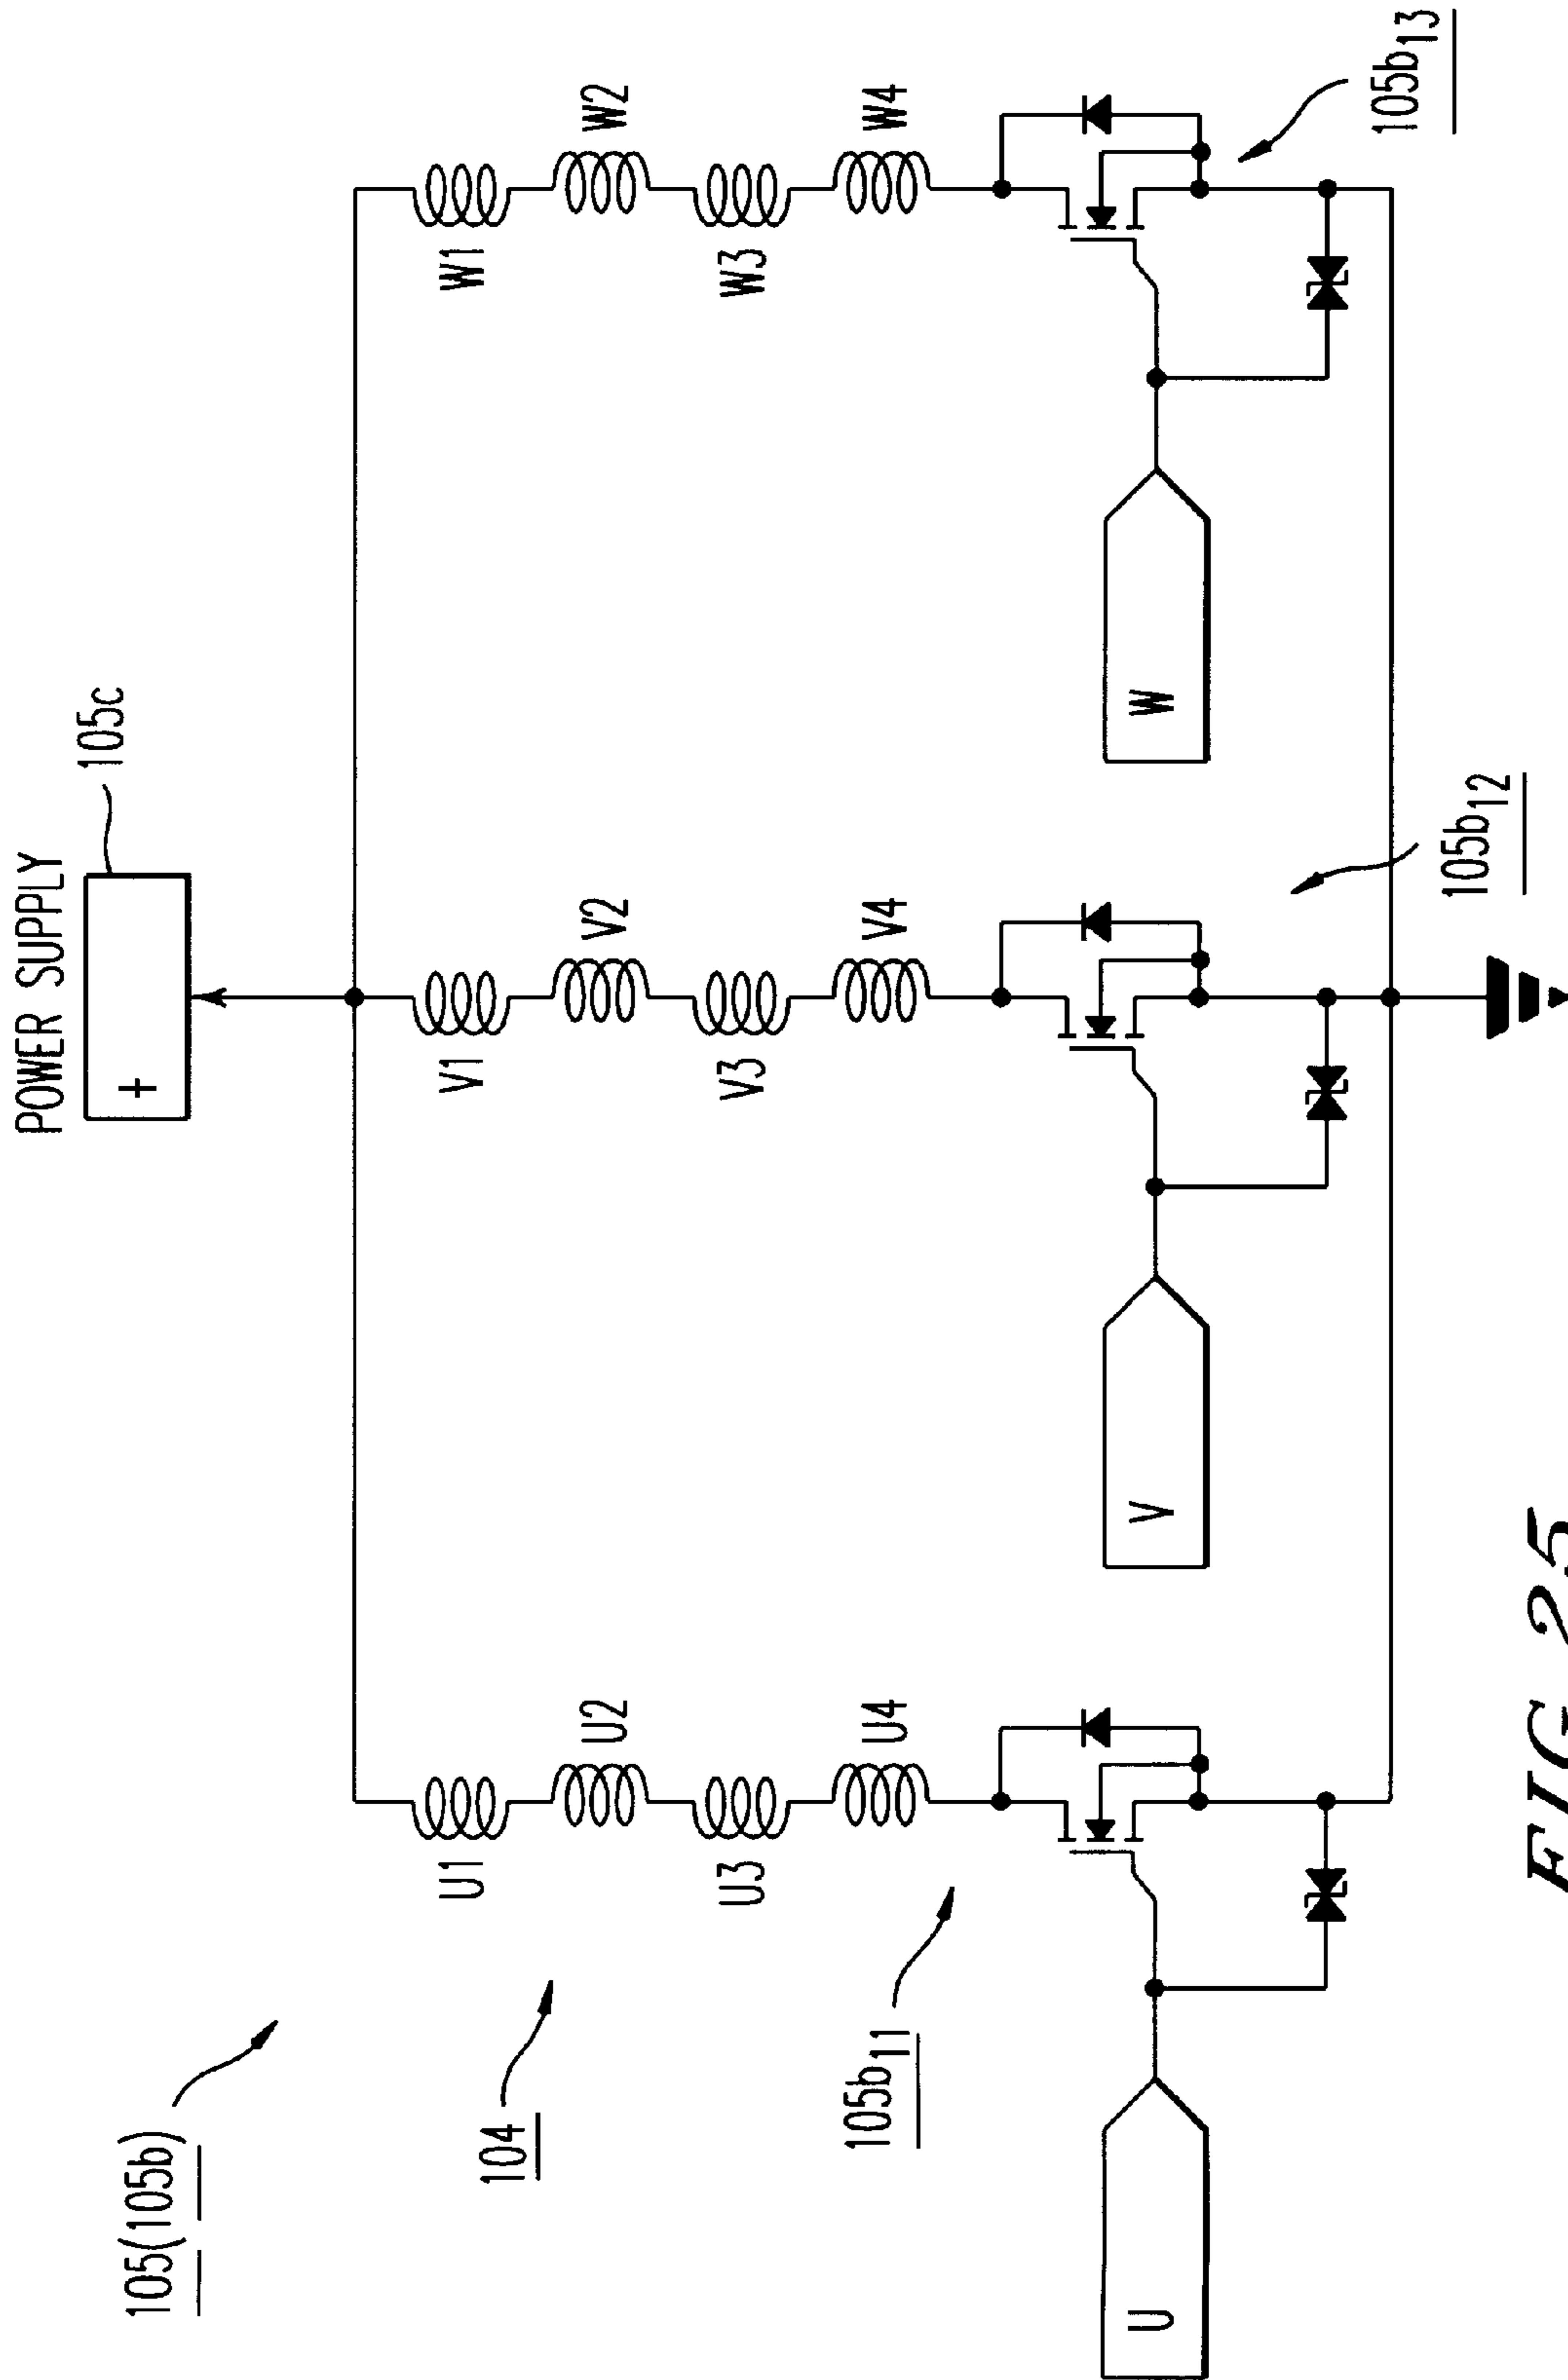 POWER SUPPLY
+
105c
105(105b)
104
105b11
105b12
105b13
U1
U2
U3
U4
V1
V2
V3
V4
W1
W2
W3
W4
U
V
W
FIG 25